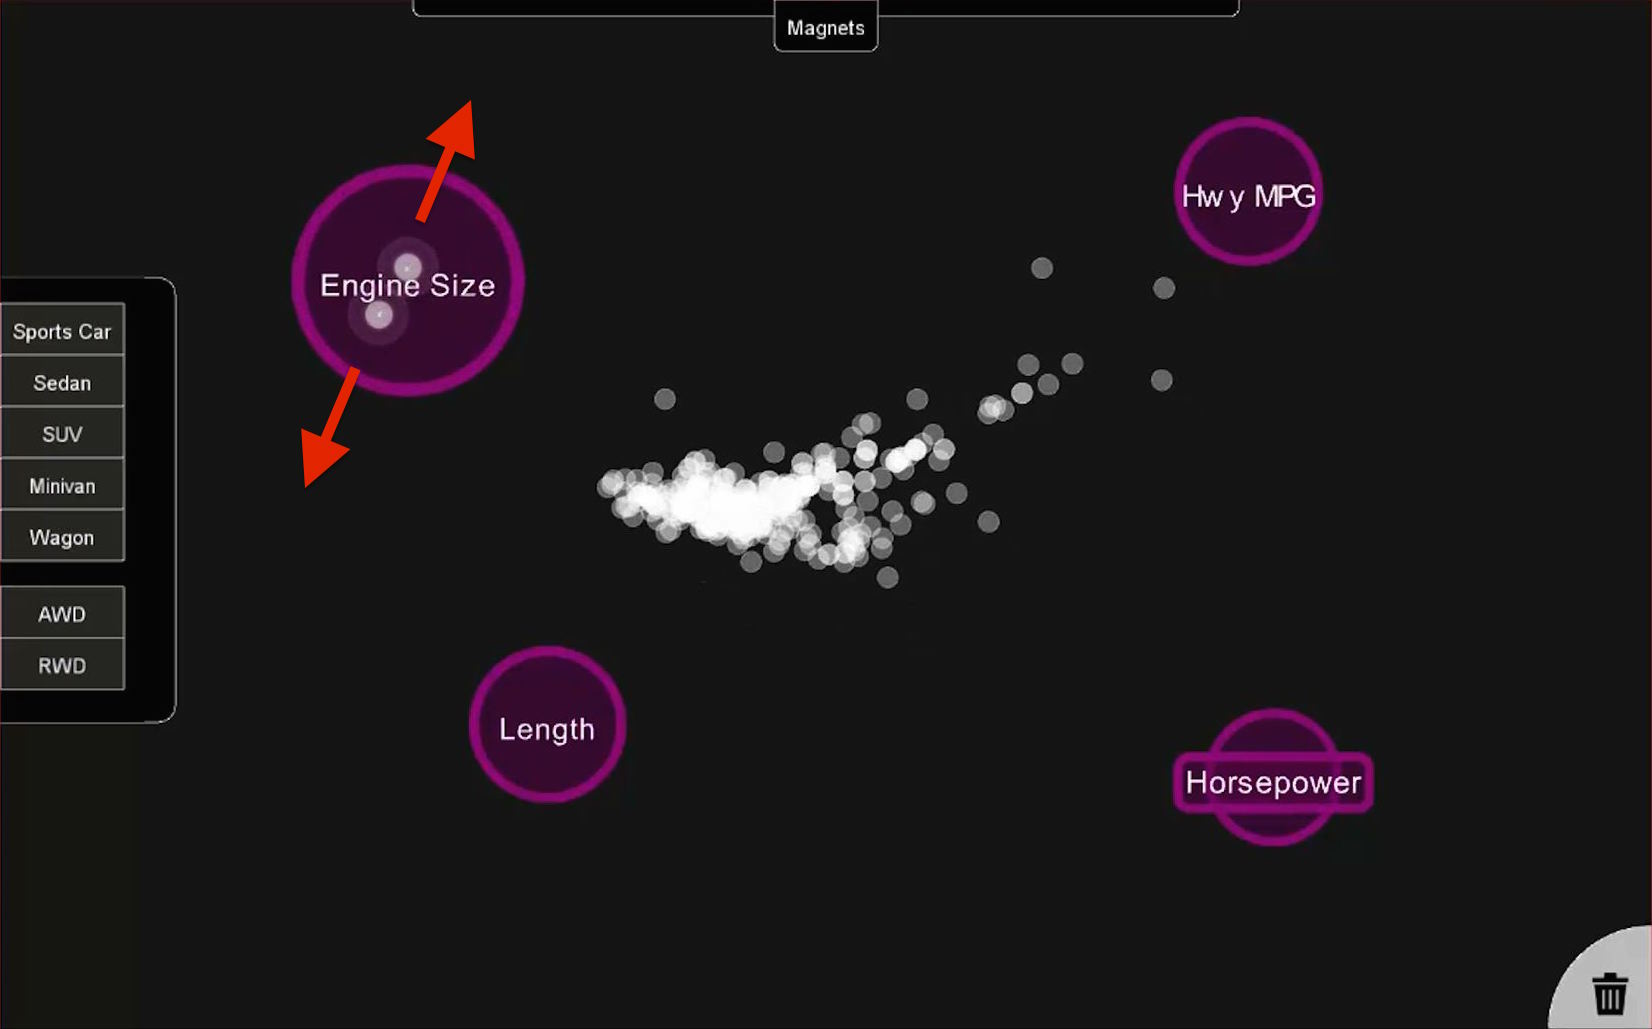 Magnets
Hwy MPG
Engine Size
Sports Car
Sedan
SUV
Minivan
Wagon
AWD
RWD
Length
Horsepower